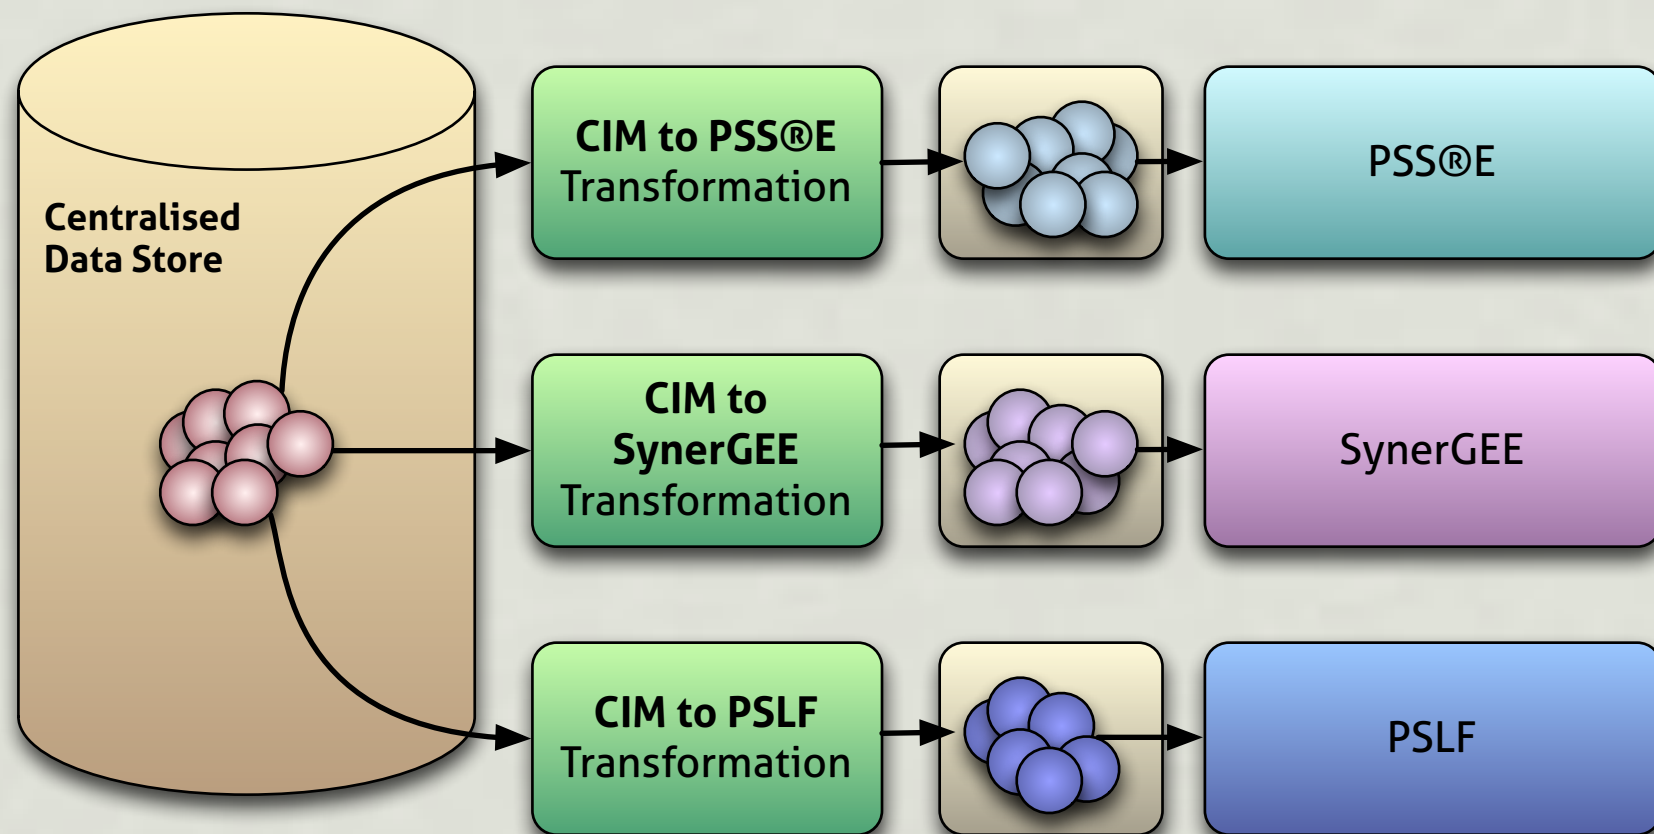 Centralised
Data Store
CIM to PSS®E
Transformation
PSS®E
CIM to
SynerGEE
Transformation
SynerGEE
CIM to PSLF
Transformation
PSLF